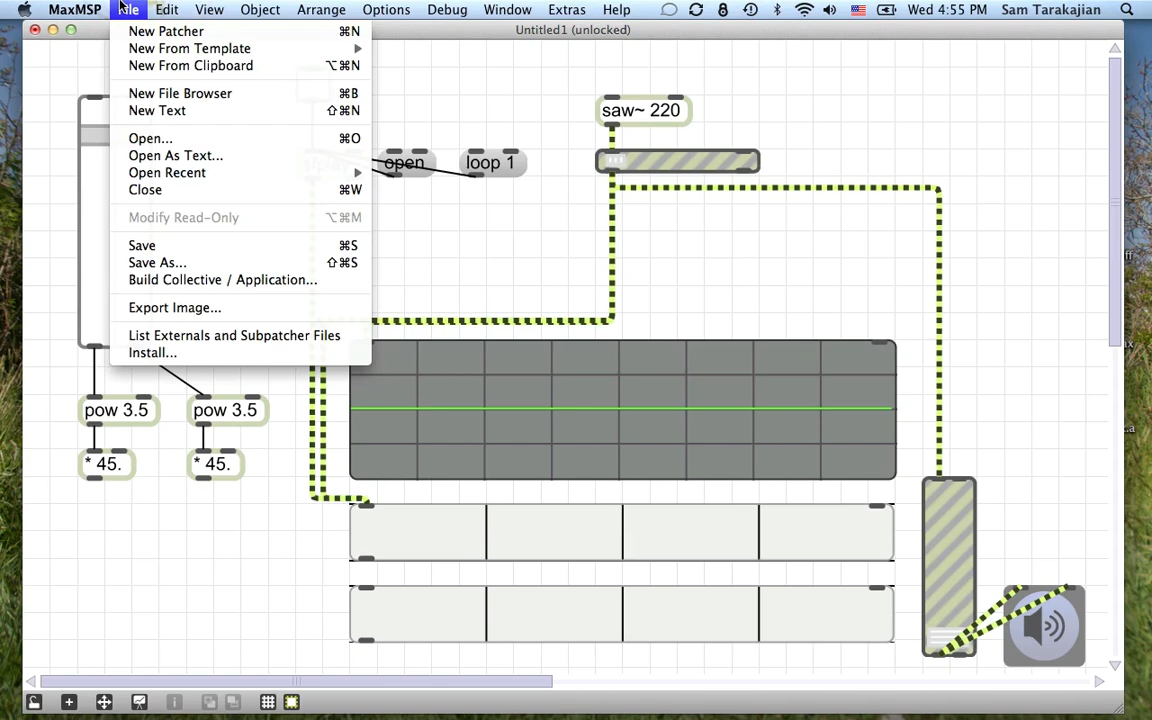 MaxMSP File Edit View Object Arrange Options Debug Window Extras Help Wed 4:55 PM Sam Tarakajian
Untitled1 (unlocked)
New Patcher ⌘N
New From Template
New From Clipboard ⌥⌘N
New File Browser ⌘B
New Text ⇧⌘N
Open... ⌘O
Open As Text...
Open Recent
Close ⌘W
Modify Read-Only ⌥⌘M
Save ⌘S
Save As... ⇧⌘S
Build Collective / Application...
Export Image...
List Externals and Subpatcher Files
Install...
saw~ 220
open
loop 1
pow 3.5
pow 3.5
* 45.
* 45.